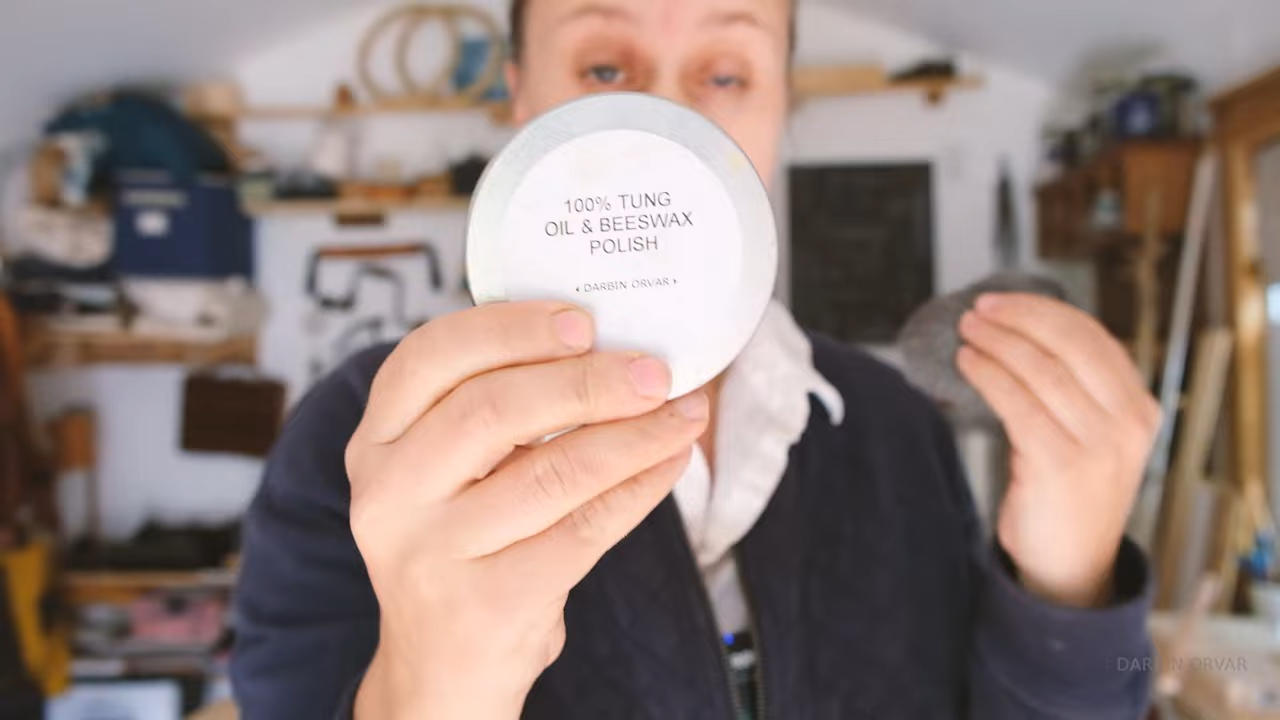 100% TUNG
OIL & BEESWAX
POLISH
DARBIN ORVAR
DARBIN ORVAR